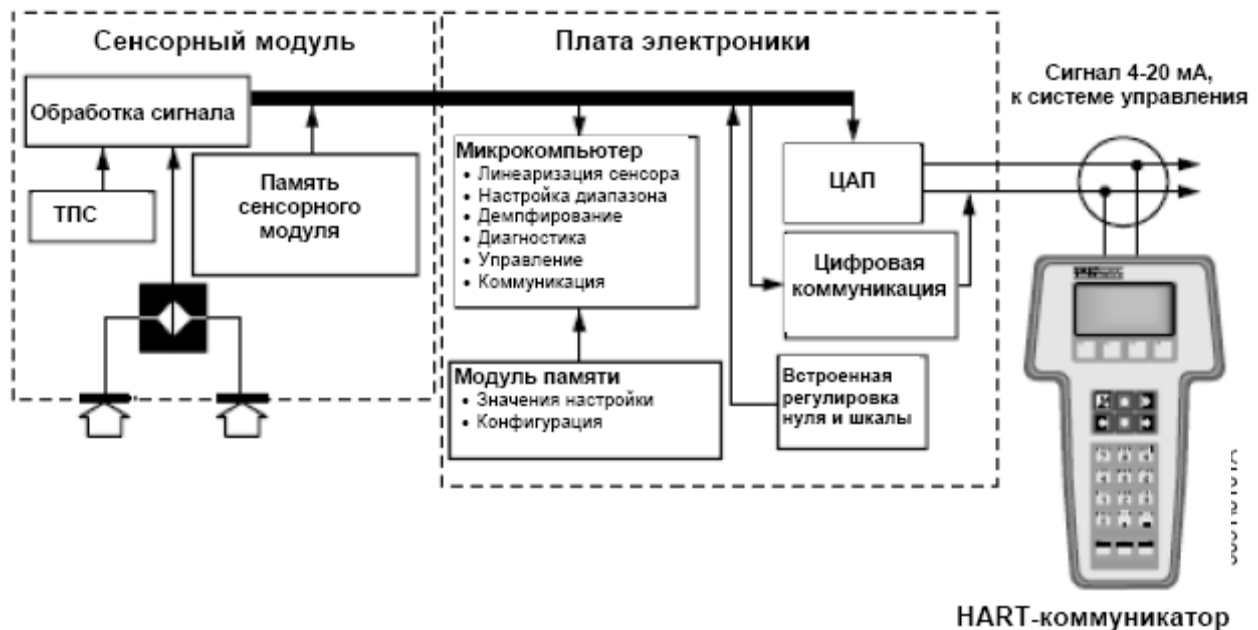 Сенсорный модуль
Обработка сигнала
ТПС
Память
сенсорного
модуля
Плата электроники
Микрокомпьютер
• Линеаризация сенсора
• Настройка диапазона
• Демпфирование
• Диагностика
• Управление
• Коммуникация
Модуль памяти
• Значения настройки
• Конфигурация
ЦАП
Цифровая
коммуникация
Встроенная
регулировка
нуля и шкалы
Сигнал 4-20 мА,
к системе управления
HART-коммуникатор